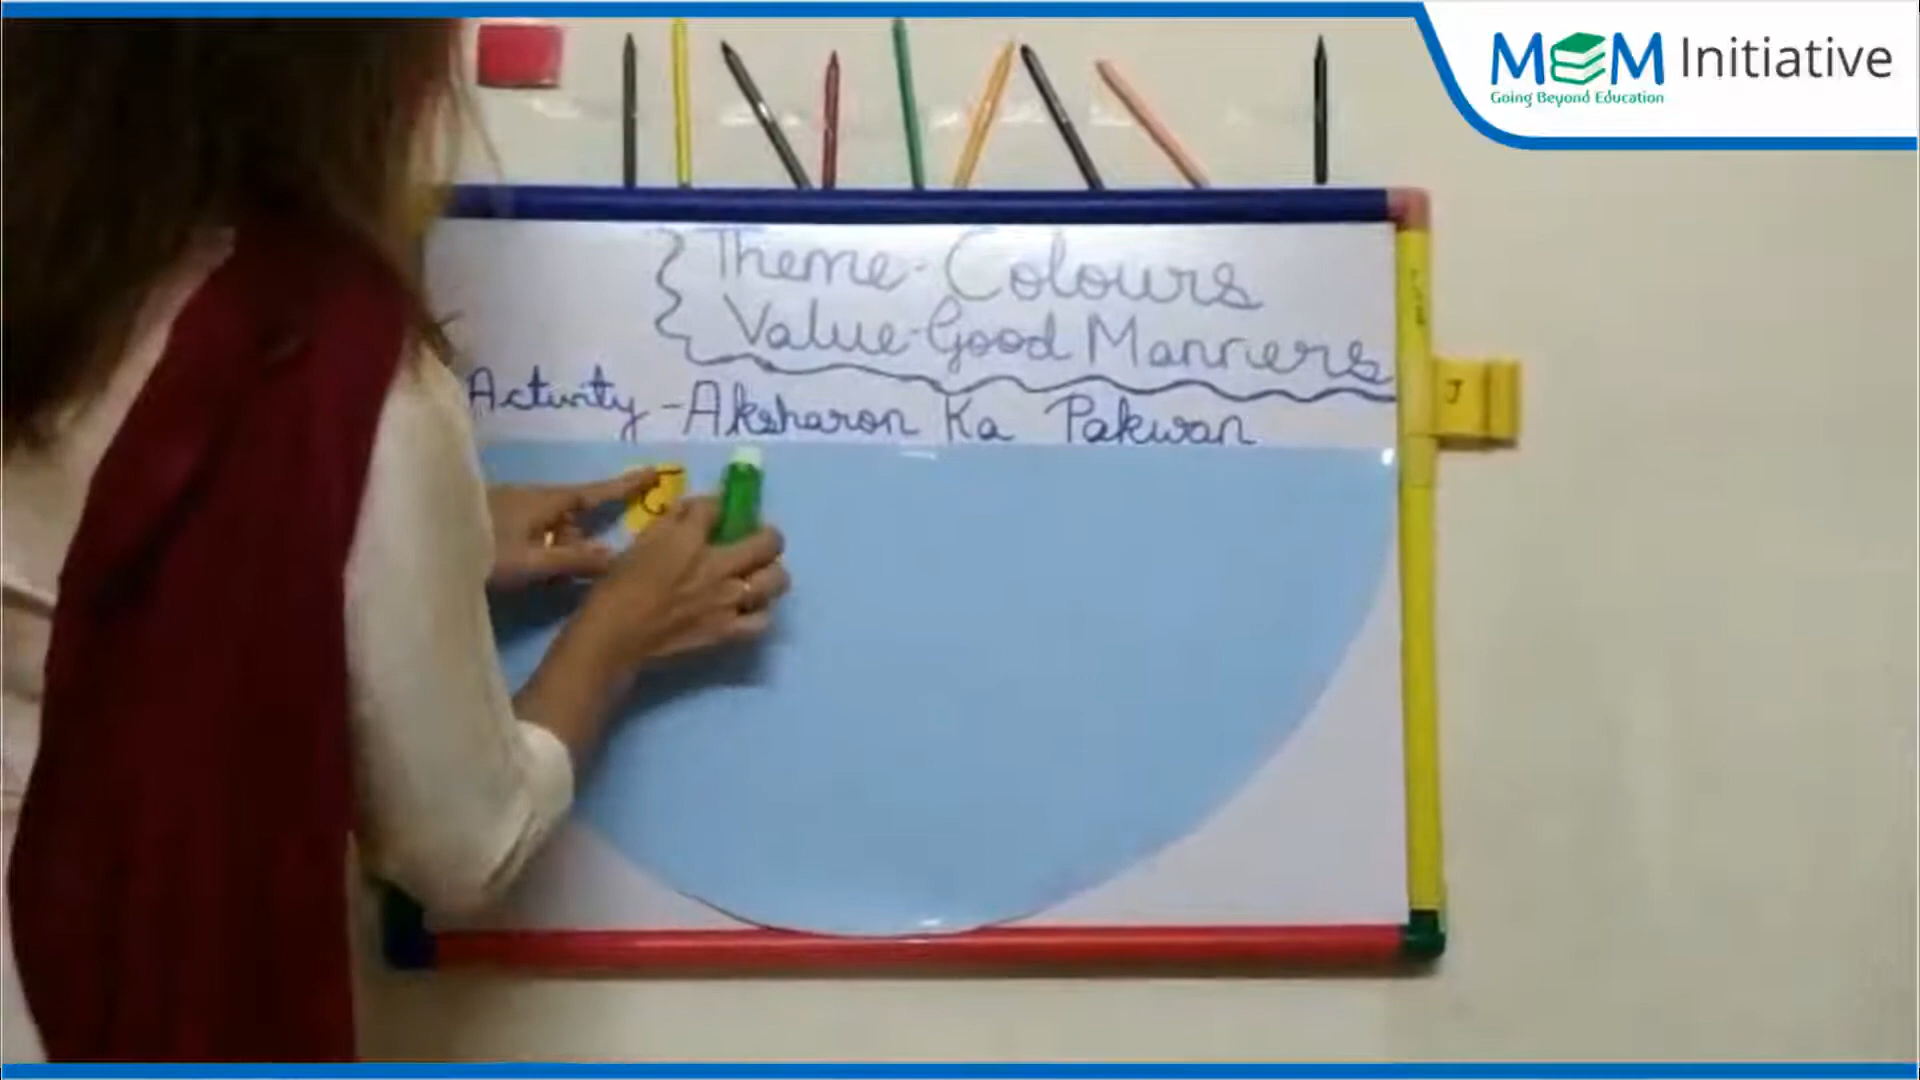 MEM Initiative
Going Beyond Education
Theme-Colours
Value-Good Manners
Activity-Aksharon Ka Pakwan